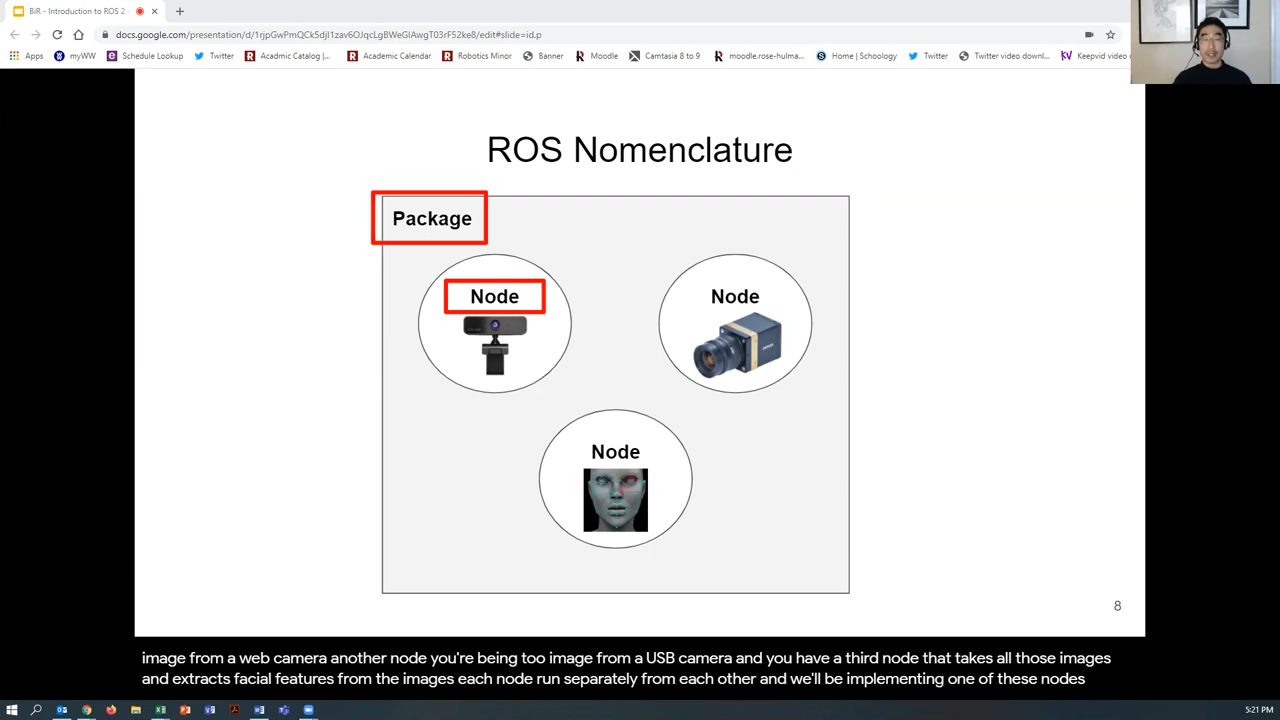 BiR - Introduction to ROS 2 -
docs.google.com/presentation/d/1rjpGwPmQCk5djI1zav6OJqcLgBWeGIAwgT03rF52ke8/edit#slide=id.p
Apps myWW Schedule Lookup Twitter Acadmic Catalog |... Academic Calendar Robotics Minor Banner Moodle Camtasia 8 to 9 moodle.rose-hulma... Home | Schoology Twitter Twitter video downl... Keepvid video
ROS Nomenclature
Package
Node Node
Node
8
image from a web camera another node you're being too image from a USB camera and you have a third node that takes all those images
and extracts facial features from the images each node run separately from each other and we'll be implementing one of these nodes
5:21 PM